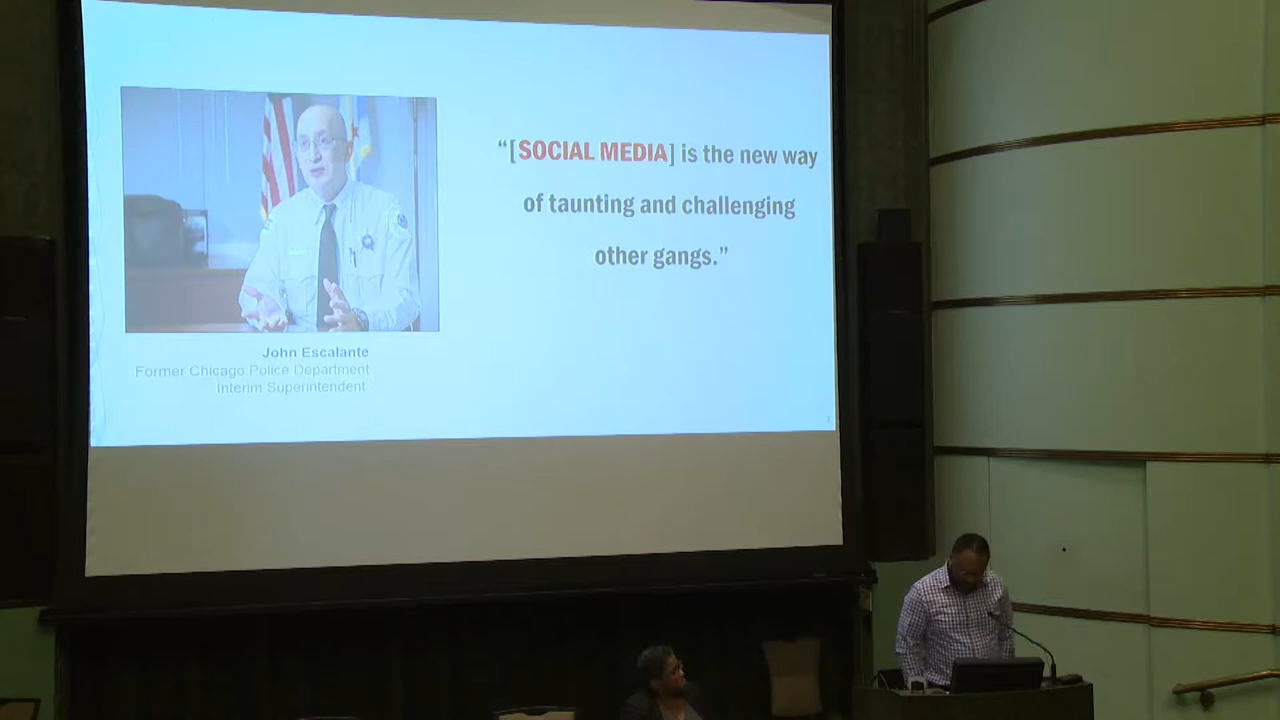 “[SOCIAL MEDIA] is the new way
of taunting and challenging
other gangs.”
John Escalante
Former Chicago Police Department
Interim Superintendent